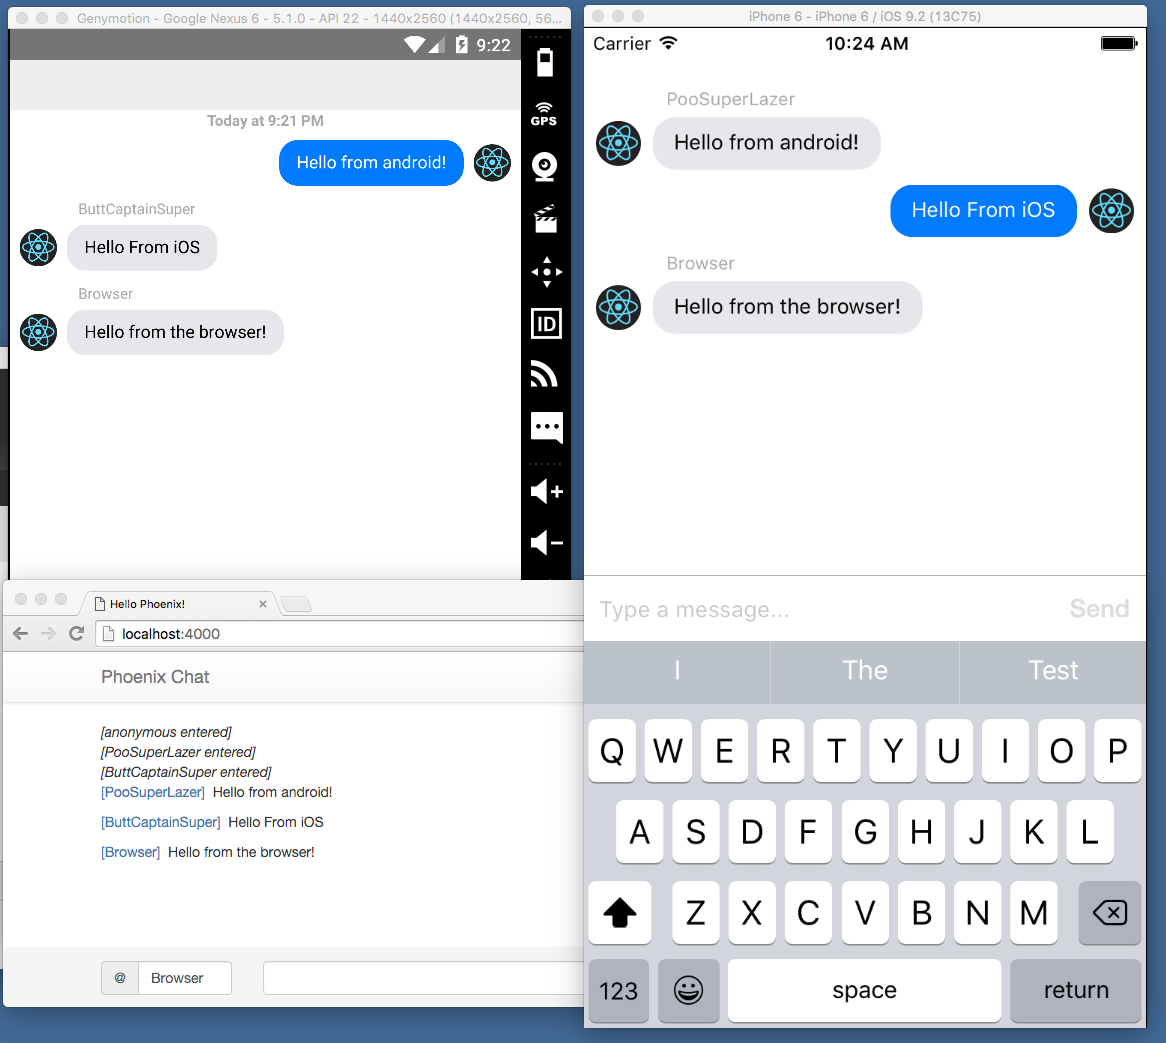 Genymotion - Google Nexus 6 - 5.1.0 - API 22 - 1440x2560 (1440x2560, 56...
9:22
Today at 9:21 PM
Hello from android!
ButtCaptainSuper
Hello From iOS
Browser
Hello from the browser!
GPS
ID
iPhone 6 - iPhone 6 / iOS 9.2 (13C75)
Carrier
10:24 AM
PooSuperLazer
Hello from android!
Hello From iOS
Browser
Hello from the browser!
Type a message...
Send
I
The
Test
Q W E R T Y U I O P
A S D F G H J K L
Z X C V B N M
123
space
return
Hello Phoenix!
localhost:4000
Phoenix Chat
[anonymous entered]
[PooSuperLazer entered]
[ButtCaptainSuper entered]
[PooSuperLazer] Hello from android!
[ButtCaptainSuper] Hello From iOS
[Browser] Hello from the browser!
@ Browser